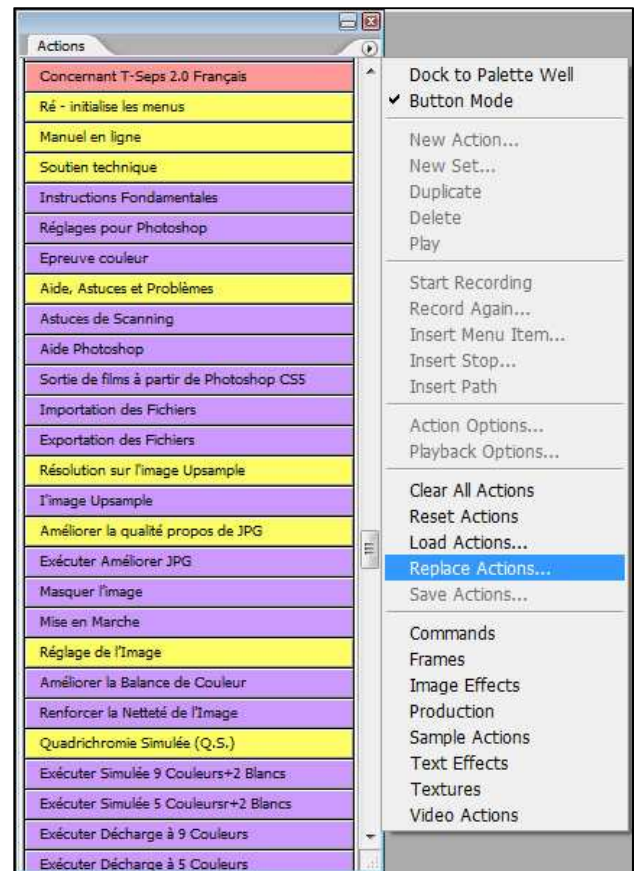 Actions
Concernant T-Seps 2.0 Français
Ré - initialise les menus
Manuel en ligne
Soutien technique
Instructions Fondamentales
Réglages pour Photoshop
Epreuve couleur
Aide, Astuces et Problèmes
Astuces de Scanning
Aide Photoshop
Sortie de films à partir de Photoshop CS5
Importation des Fichiers
Exportation des Fichiers
Résolution sur l'image Upsample
I'image Upsample
Améliorer la qualité propos de JPG
Exécuter Améliorer JPG
Masquer l'image
Mise en Marche
Réglage de l'Image
Améliorer la Balance de Couleur
Renforcer la Netteté de l'Image
Quadrichromie Simulée (Q.S.)
Exécuter Simulée 9 Couleurs+2 Blancs
Exécuter Simulée 5 Couleursr+2 Blancs
Exécuter Décharge à 9 Couleurs
Exécuter Décharge à 5 Couleurs
Dock to Palette Well
Button Mode
New Action...
New Set...
Duplicate
Delete
Play
Start Recording
Record Again...
Insert Menu Item...
Insert Stop...
Insert Path
Action Options...
Playback Options...
Clear All Actions
Reset Actions
Load Actions...
Replace Actions...
Save Actions...
Commands
Frames
Image Effects
Production
Sample Actions
Text Effects
Textures
Video Actions